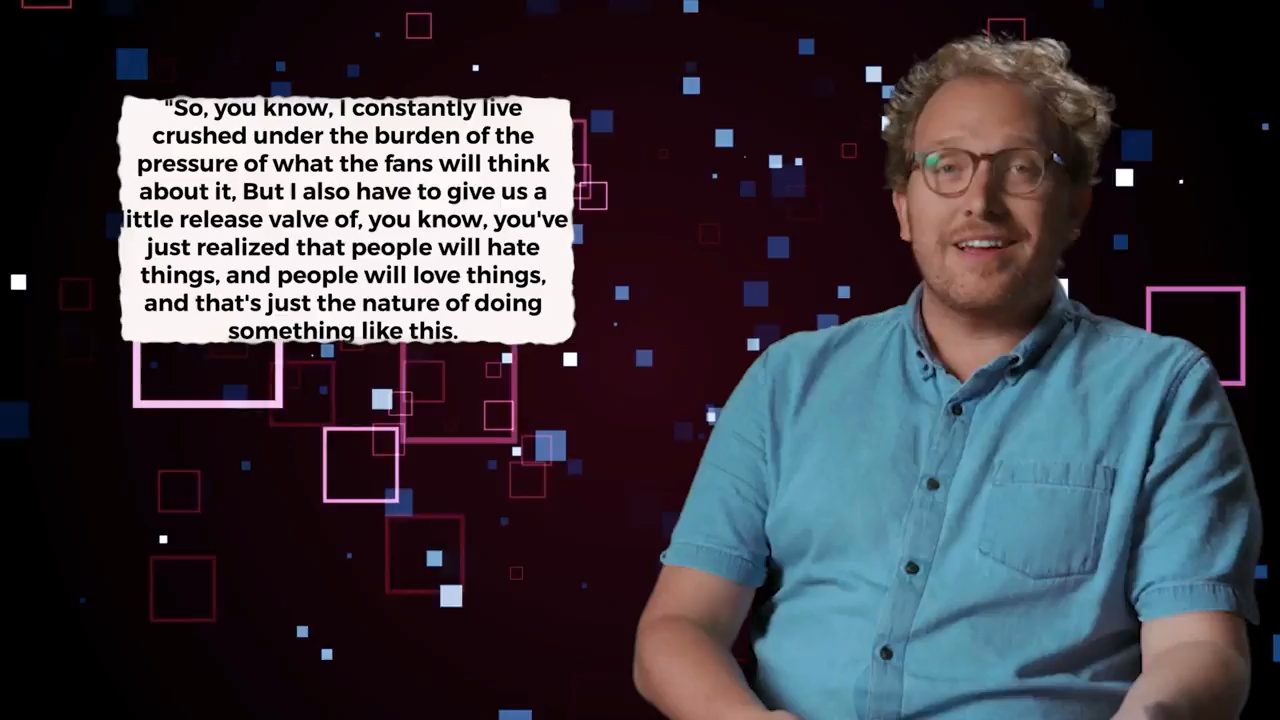 "So, you know, I constantly live
crushed under the burden of the
pressure of what the fans will think
about it, But I also have to give us a
little release valve of, you know, you've
just realized that people will hate
things, and people will love things,
and that's just the nature of doing
something like this.